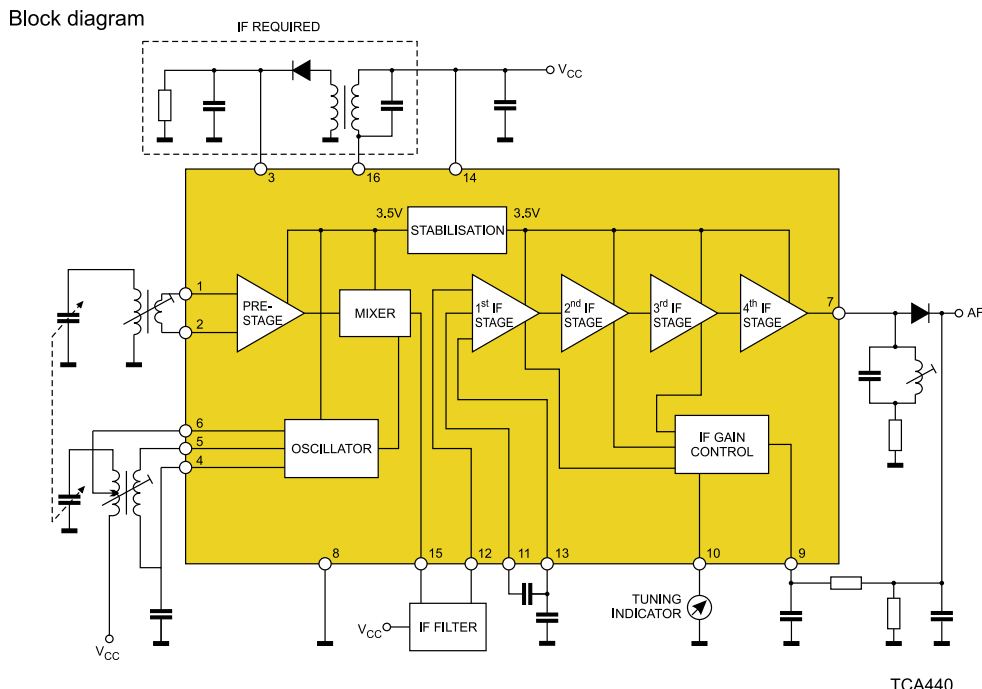 Block diagram
IF REQUIRED
VCC
3
16
14
3.5V
STABILISATION
3.5V
1
2
PRE-
STAGE
MIXER
1st IF
STAGE
2nd IF
STAGE
3rd IF
STAGE
4th IF
STAGE
7
AF
6
5
4
OSCILLATOR
IF GAIN
CONTROL
8
15
12
11
13
10
9
TUNING
INDICATOR
VCC
IF FILTER
VCC
TCA440